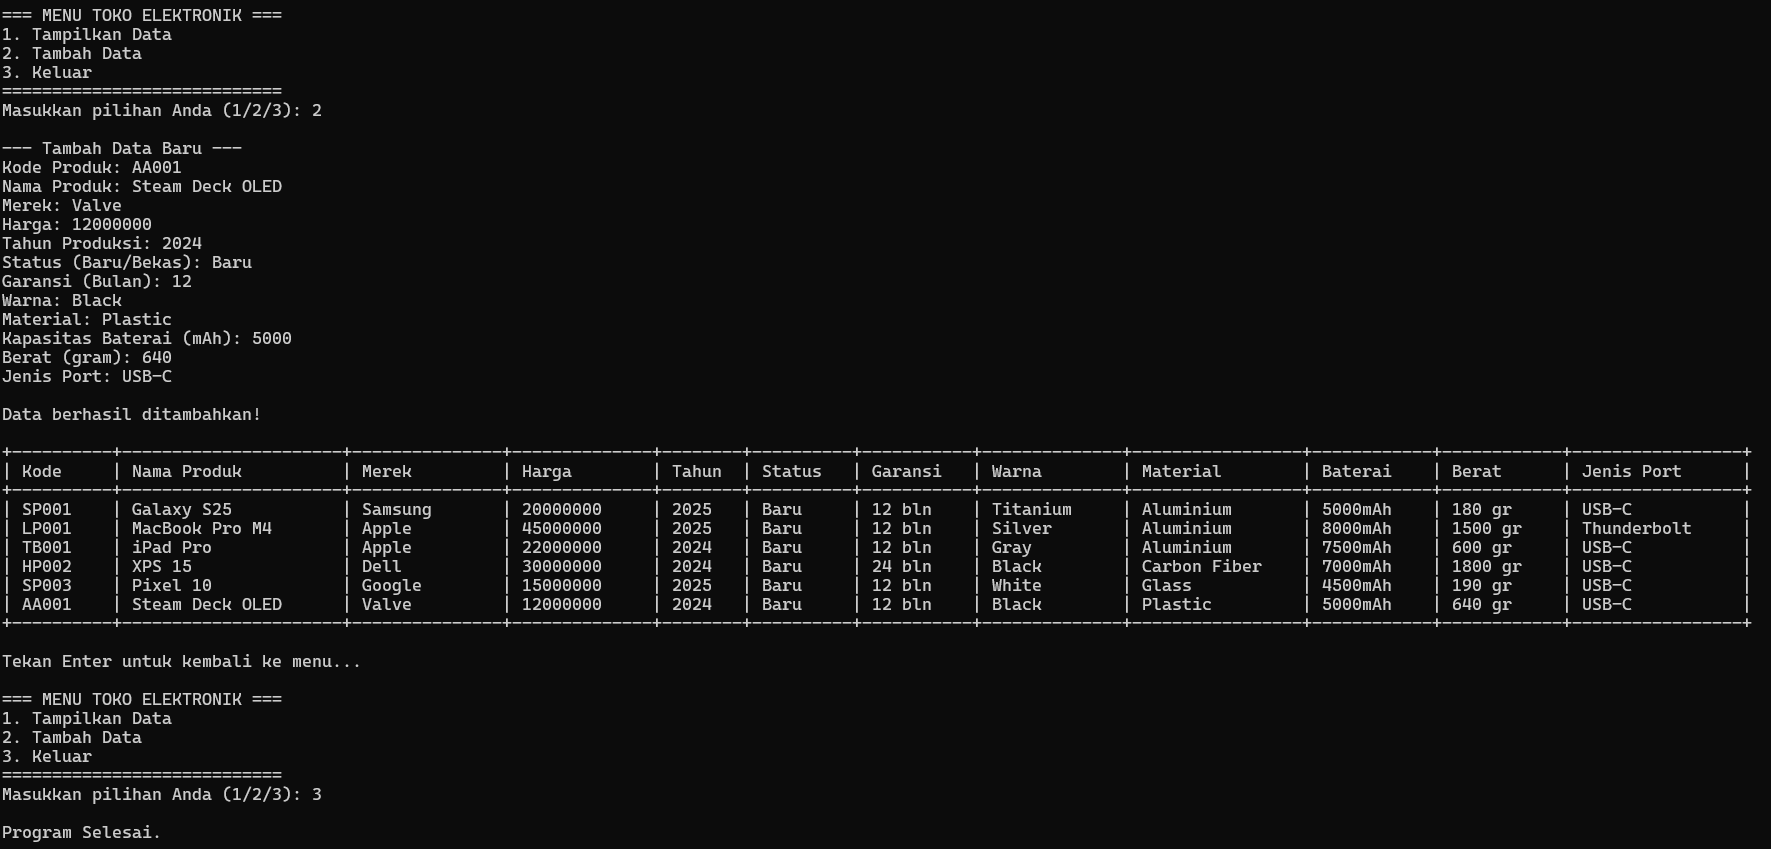 === MENU TOKO ELEKTRONIK ===
1. Tampilkan Data
2. Tambah Data
3. Keluar
============================
Masukkan pilihan Anda (1/2/3): 2
--- Tambah Data Baru ---
Kode Produk: AA001
Nama Produk: Steam Deck OLED
Merek: Valve
Harga: 12000000
Tahun Produksi: 2024
Status (Baru/Bekas): Baru
Garansi (Bulan): 12
Warna: Black
Material: Plastic
Kapasitas Baterai (mAh): 5000
Berat (gram): 640
Jenis Port: USB-C
Data berhasil ditambahkan!
+----------+----------------------+---------------+--------------+--------+----------+-----------+--------------+-----------------+------------+------------+-----------------+
| Kode     | Nama Produk          | Merek         | Harga        | Tahun  | Status   | Garansi   | Warna        | Material        | Baterai    | Berat      | Jenis Port      |
+----------+----------------------+---------------+--------------+--------+----------+-----------+--------------+-----------------+------------+------------+-----------------+
| SP001    | Galaxy S25           | Samsung       | 20000000     | 2025   | Baru     | 12 bln    | Titanium     | Aluminium       | 5000mAh    | 180 gr     | USB-C           |
| LP001    | MacBook Pro M4       | Apple         | 45000000     | 2025   | Baru     | 12 bln    | Silver       | Aluminium       | 8000mAh    | 1500 gr    | Thunderbolt     |
| TB001    | iPad Pro             | Apple         | 22000000     | 2024   | Baru     | 12 bln    | Gray         | Aluminium       | 7500mAh    | 600 gr     | USB-C           |
| HP002    | XPS 15               | Dell          | 30000000     | 2024   | Baru     | 24 bln    | Black        | Carbon Fiber    | 7000mAh    | 1800 gr    | USB-C           |
| SP003    | Pixel 10             | Google        | 15000000     | 2025   | Baru     | 12 bln    | White        | Glass           | 4500mAh    | 190 gr     | USB-C           |
| AA001    | Steam Deck OLED      | Valve         | 12000000     | 2024   | Baru     | 12 bln    | Black        | Plastic         | 5000mAh    | 640 gr     | USB-C           |
+----------+----------------------+---------------+--------------+--------+----------+-----------+--------------+-----------------+------------+------------+-----------------+
Tekan Enter untuk kembali ke menu...
=== MENU TOKO ELEKTRONIK ===
1. Tampilkan Data
2. Tambah Data
3. Keluar
============================
Masukkan pilihan Anda (1/2/3): 3
Program Selesai.